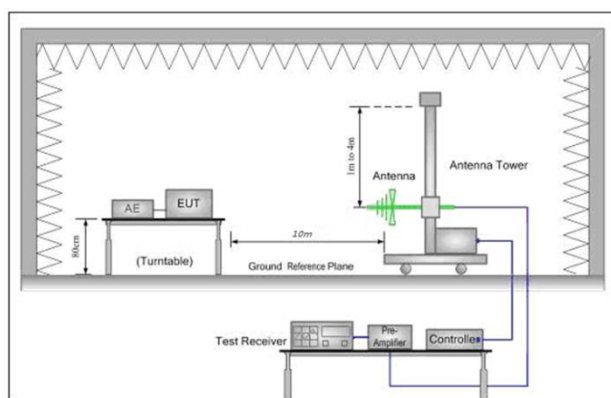 1m to 4m
Antenna
Antenna Tower
AE
EUT
80cm
10m
(Turntable)
Ground Reference Plane
Test Receiver
Pre-
Amplifier
Controller